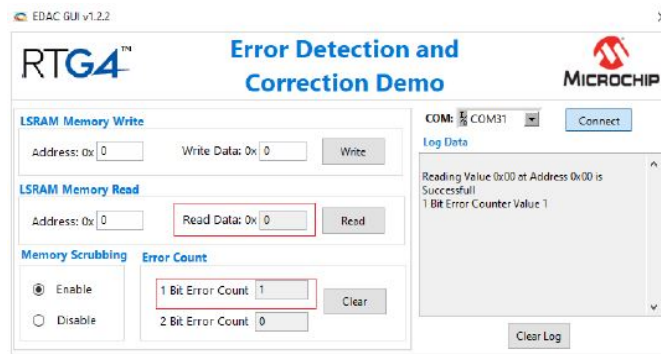 EDAC GUI v1.2.2
RTG4™
Error Detection and
Correction Demo
MICROCHIP
LSRAM Memory Write
Address: 0x 0 Write Data: 0x 0 Write
LSRAM Memory Read
Address: 0x 0 Read Data: 0x 0 Read
Memory Scrubbing
Enable
Disable
Error Count
1 Bit Error Count 1
2 Bit Error Count 0
Clear
COM: COM31 Connect
Log Data
Reading Value 0x00 at Address 0x00 is
Successfull
1 Bit Error Counter Value 1
Clear Log